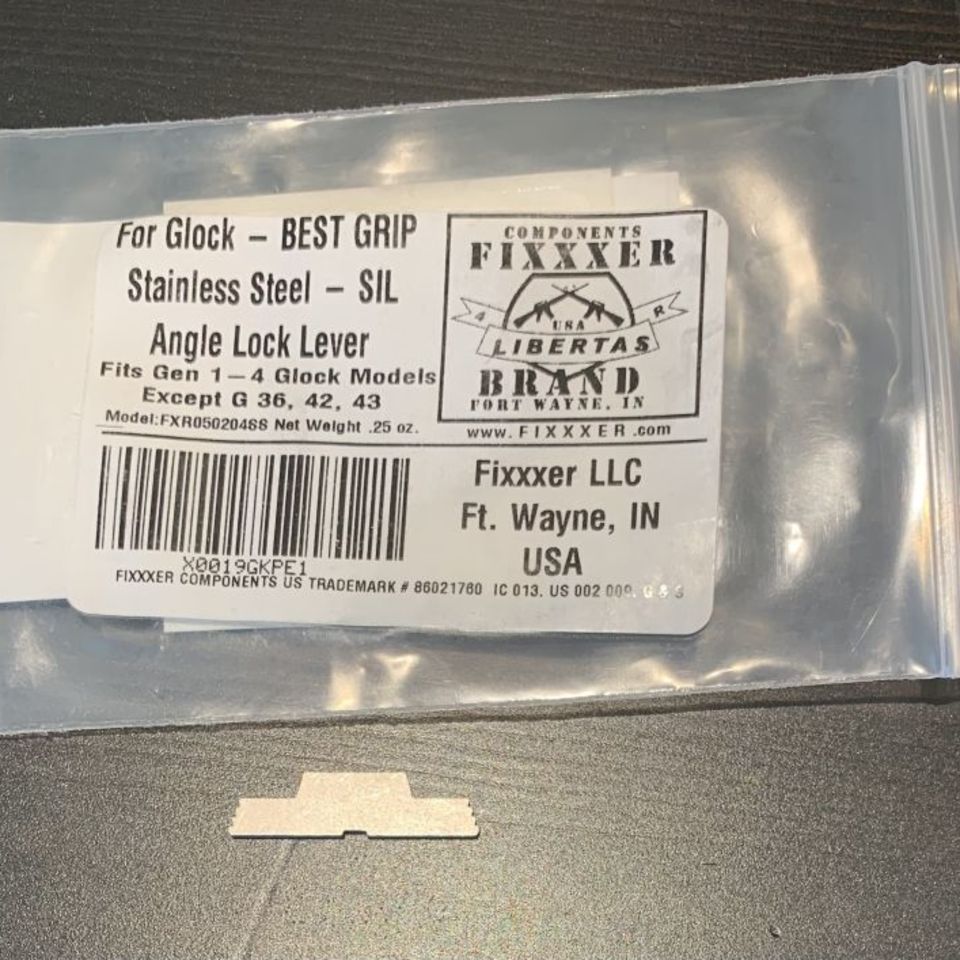 For Glock – BEST GRIP
Stainless Steel – SIL
Angle Lock Lever
Fits Gen 1–4 Glock Models
Except G 36, 42, 43
Model:FXR050204SS Net Weight .25 oz.
COMPONENTS
FIXXXER
4 USA R
LIBERTAS
BRAND
FORT WAYNE, IN
www.FIXXXER.com
X0019GKPE1
Fixxxer LLC
Ft. Wayne, IN
USA
FIXXXER COMPONENTS US TRADEMARK # 86021760 IC 013. US 002 009. G & S